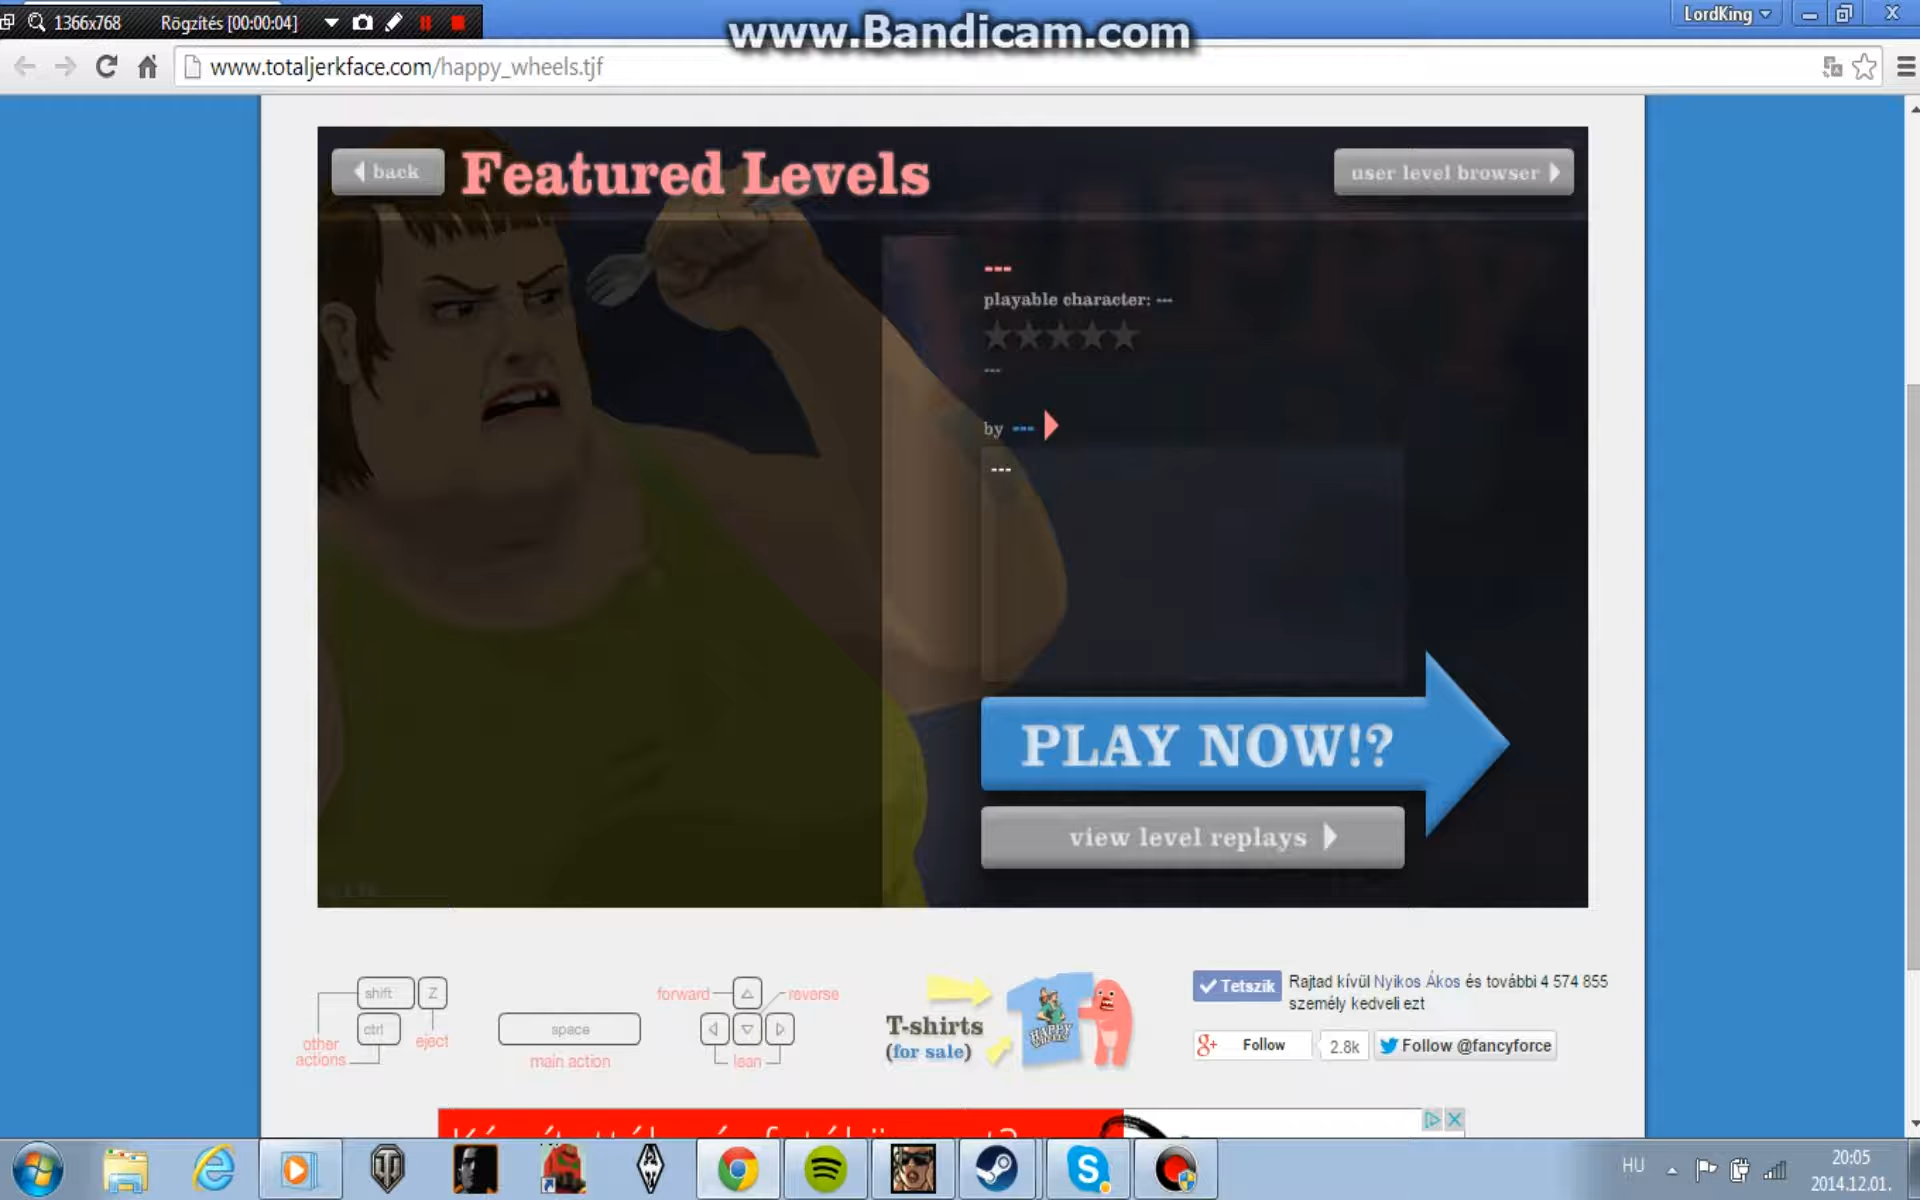 1366x768 Rögzítés [00:00:04]
www.Bandicam.com
LordKing
www.totaljerkface.com/happy_wheels.tjf
back
Featured Levels
user level browser
---
playable character: ---
---
by ---
---
PLAY NOW!?
view level replays
shift Z
ctrl
other
actions
eject
space
main action
forward
reverse
lean
T-shirts
(for sale)
HAPPY
WHEELS
Tetszik
Rajtad kívül Nyikos Ákos és további 4 574 855
személy kedveli ezt
g+ Follow 2.8k
Follow @fancyforce
HU
20:05
2014.12.01.